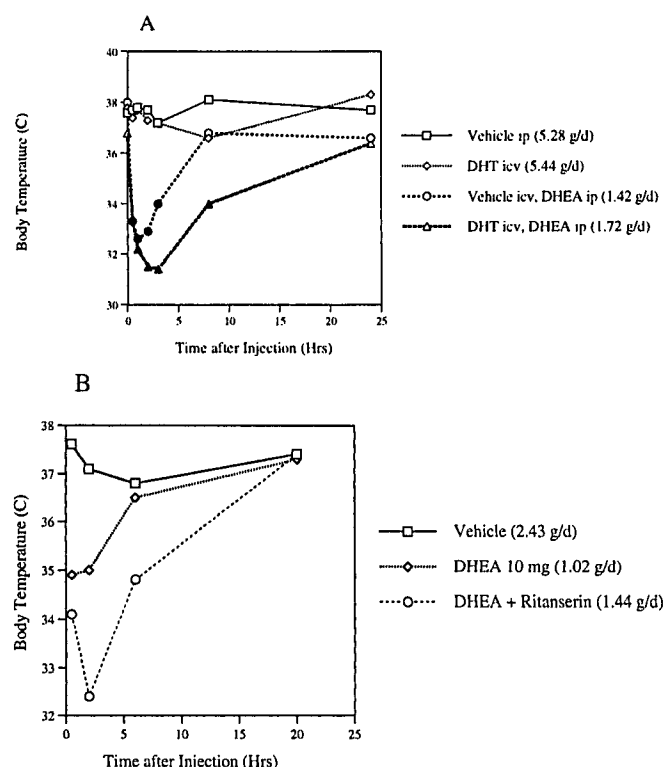 A
Body Temperature (C)
40
38
36
34
32
30
0 5 10 15 20 25
Time after Injection (Hrs)
Vehicle ip (5.28 g/d)
DHT icv (5.44 g/d)
Vehicle icv, DHEA ip (1.42 g/d)
DHT icv, DHEA ip (1.72 g/d)
B
Body Temperature (C)
38
37
36
35
34
33
32
0 5 10 15 20 25
Time after Injection (Hrs)
Vehicle (2.43 g/d)
DHEA 10 mg (1.02 g/d)
DHEA + Ritanserin (1.44 g/d)